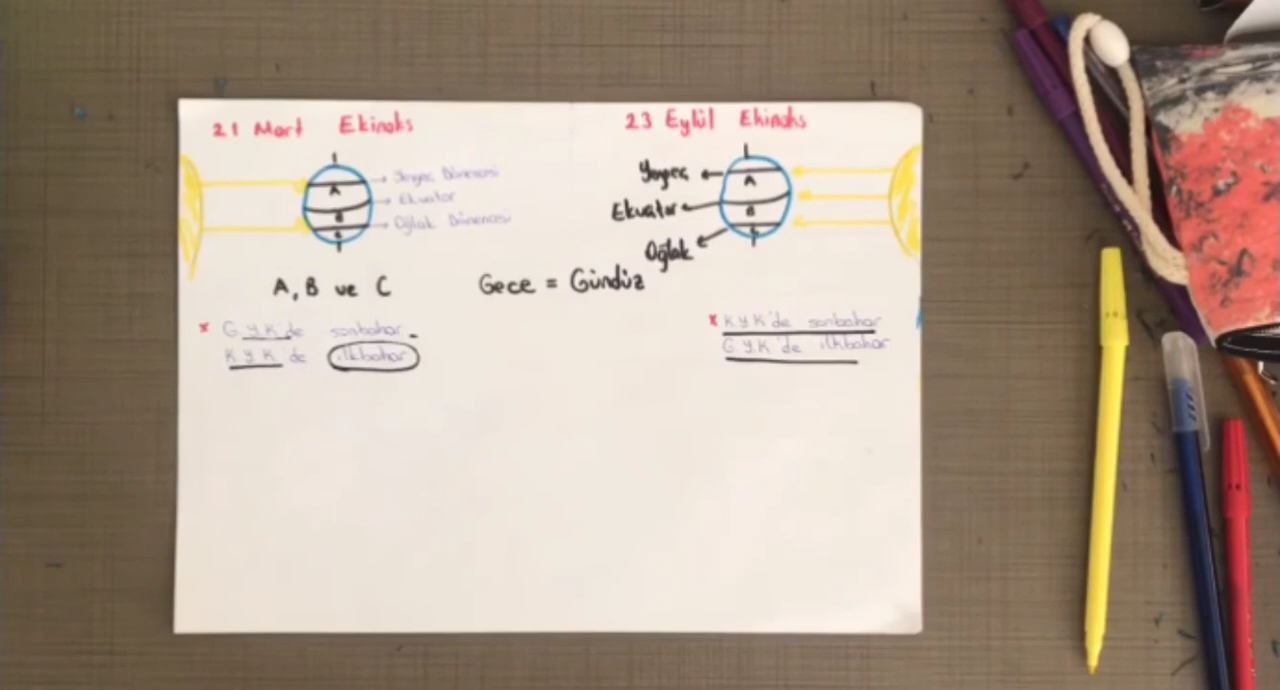 21 Mart Ekinoks
A
B
C
Yengeç Dönencesi
Ekvator
Oğlak Dönencesi
A, B ve C
Gece = Gündüz
* G.Y.K'de sonbahar
K.Y.K'de ilkbahar
23 Eylül Ekinoks
Yengeç
Ekvator
Oğlak
A
B
C
* K.Y.K'de sonbahar
G.Y.K'de ilkbahar